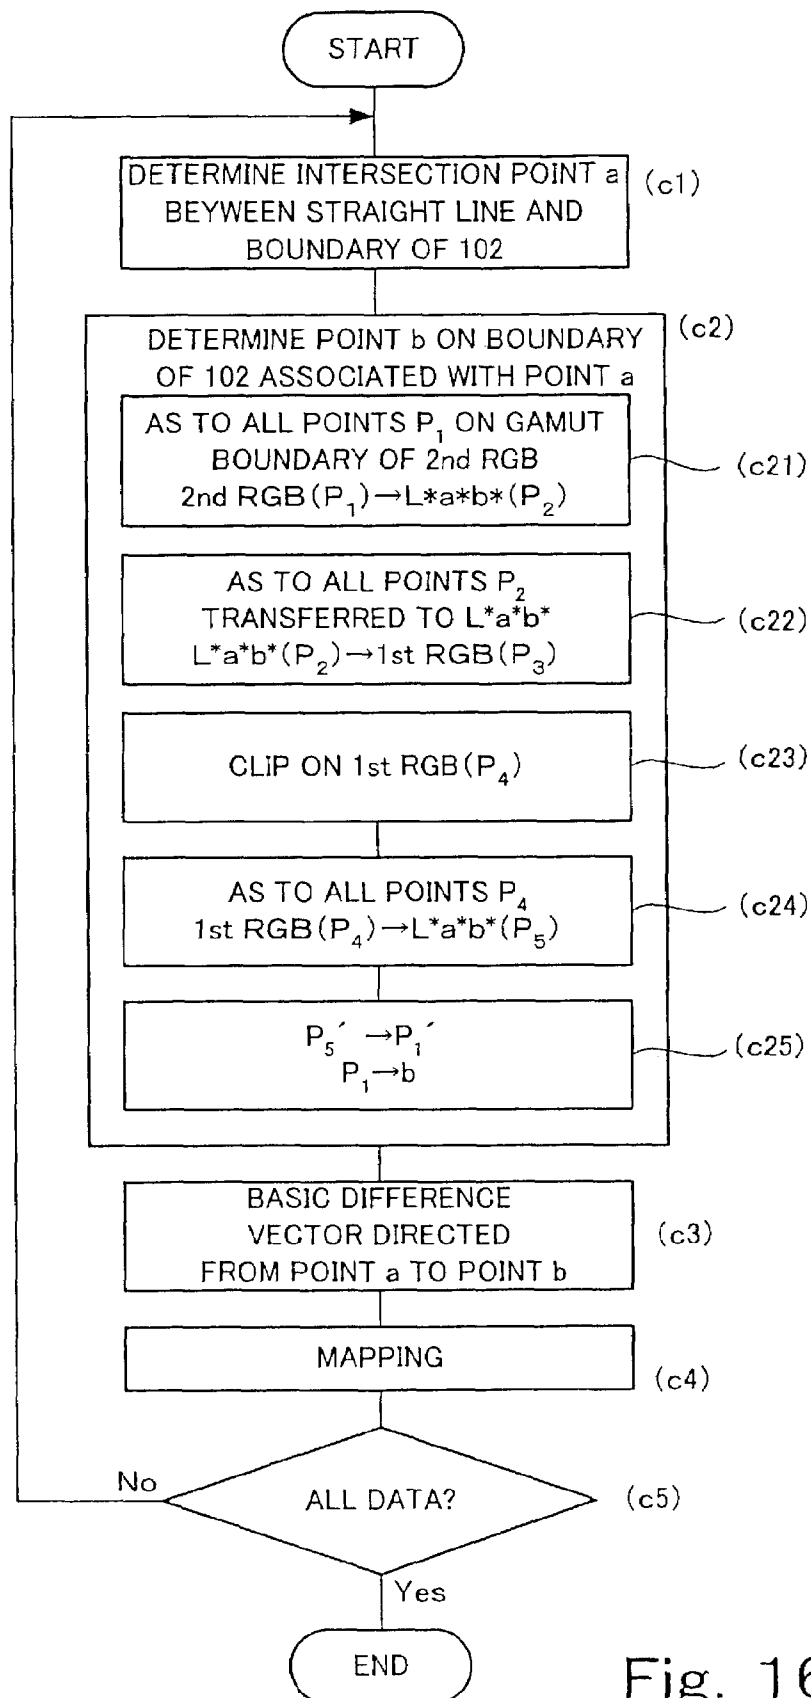 START
DETERMINE INTERSECTION POINT a
BEYWEEN STRAIGHT LINE AND
BOUNDARY OF 102
(c1)
DETERMINE POINT b ON BOUNDARY
OF 102 ASSOCIATED WITH POINT a
(c2)
AS TO ALL POINTS P₁ ON GAMUT
BOUNDARY OF 2nd RGB
2nd RGB(P₁)→L*a*b*(P₂)
(c21)
AS TO ALL POINTS P₂
TRANSFERRED TO L*a*b*
L*a*b*(P₂)→1st RGB(P₃)
(c22)
CLIP ON 1st RGB(P₄)
(c23)
AS TO ALL POINTS P₄
1st RGB(P₄)→L*a*b*(P₅)
(c24)
P₅´ →P₁´
P₁→b
(c25)
BASIC DIFFERENCE
VECTOR DIRECTED
FROM POINT a TO POINT b
(c3)
MAPPING
(c4)
No
ALL DATA?
(c5)
Yes
END
Fig. 16